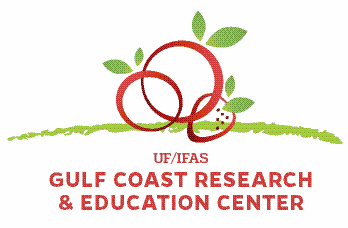 UF/IFAS
GULF COAST RESEARCH
& EDUCATION CENTER